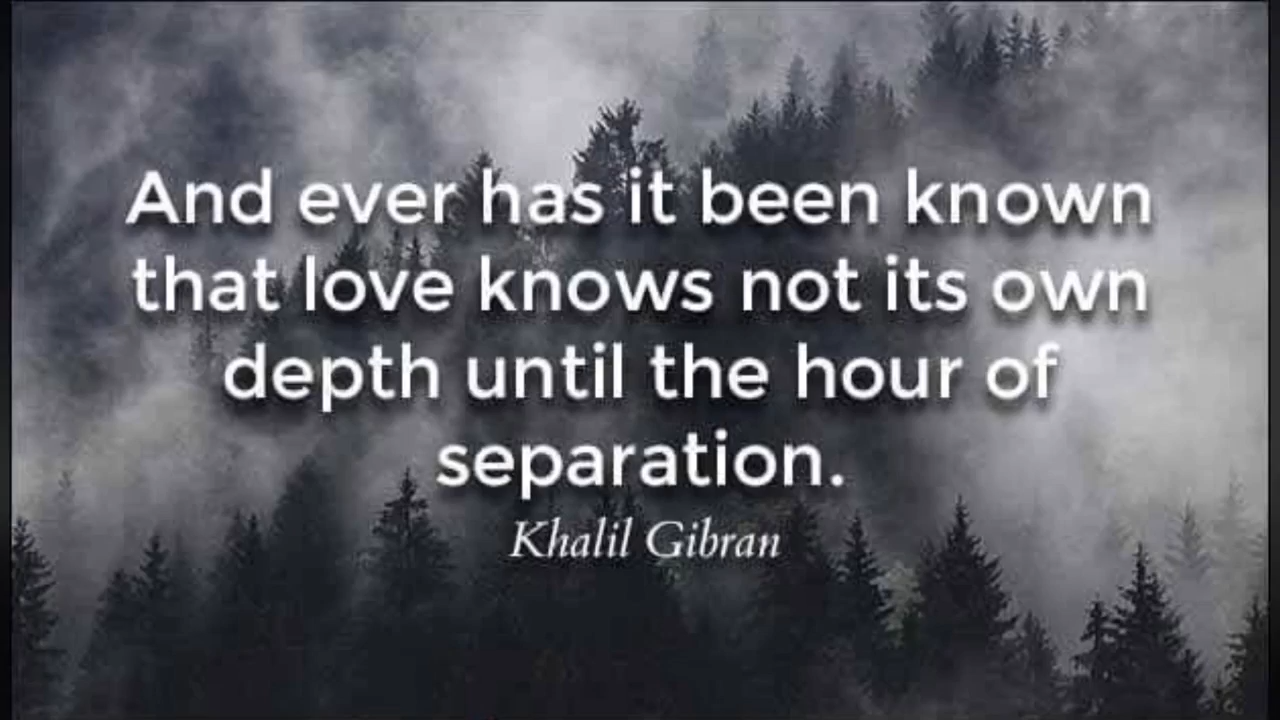 And ever has it been known
that love knows not its own
depth until the hour of
separation.
Khalil Gibran